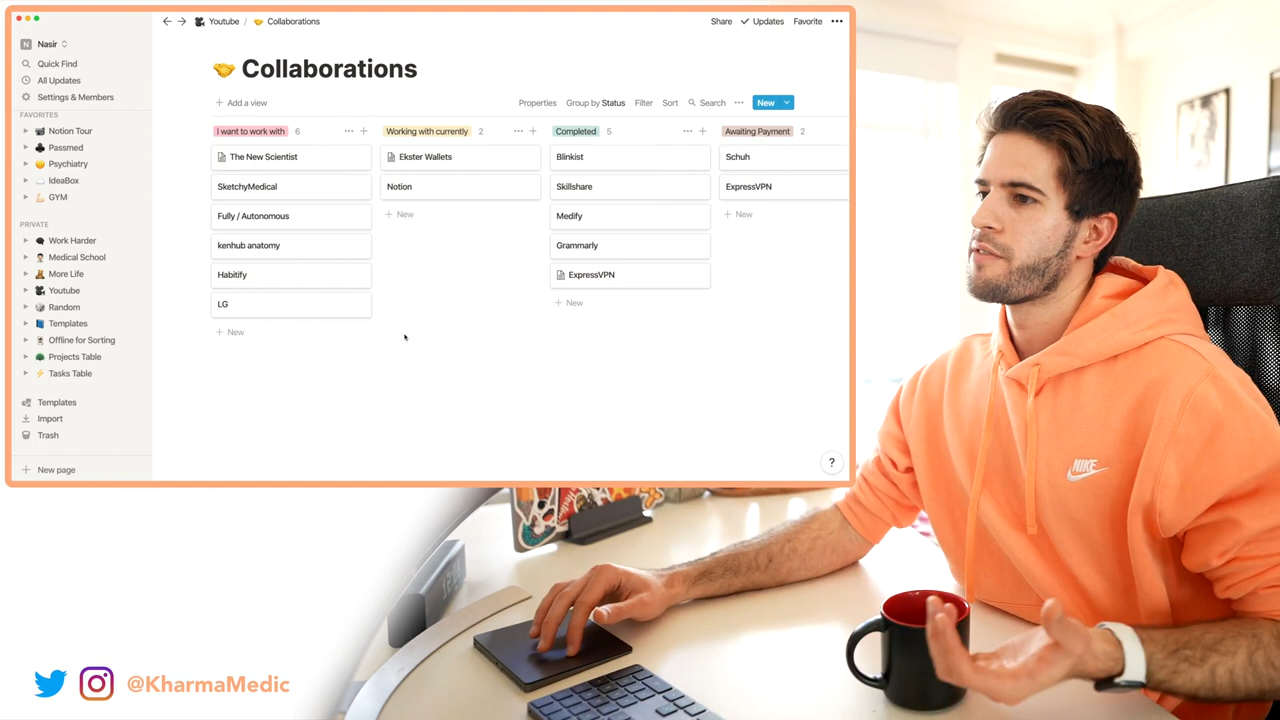 Youtube / Collaborations
Share
Updates
Favorite
N Nasir
Quick Find
All Updates
Settings & Members
FAVORITES
Notion Tour
Passmed
Psychiatry
IdeaBox
GYM
PRIVATE
Work Harder
Medical School
More Life
Youtube
Random
Templates
Offline for Sorting
Projects Table
Tasks Table
Templates
Import
Trash
New page
Collaborations
Add a view
Properties
Group by Status
Filter
Sort
Search
New
I want to work with 6
The New Scientist
SketchyMedical
Fully / Autonomous
kenhub anatomy
Habitify
LG
New
Working with currently 2
Ekster Wallets
Notion
New
Completed 5
Blinkist
Skillshare
Medify
Grammarly
ExpressVPN
New
Awaiting Payment 2
Schuh
ExpressVPN
New
?
NIKE
@KharmaMedic